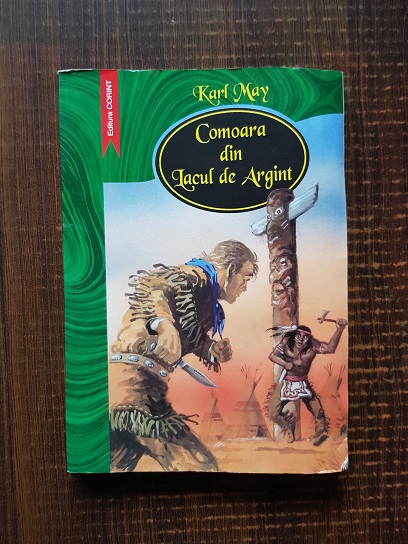 Editura CORINT
Karl May
Comoara
din
Lacul de Argint